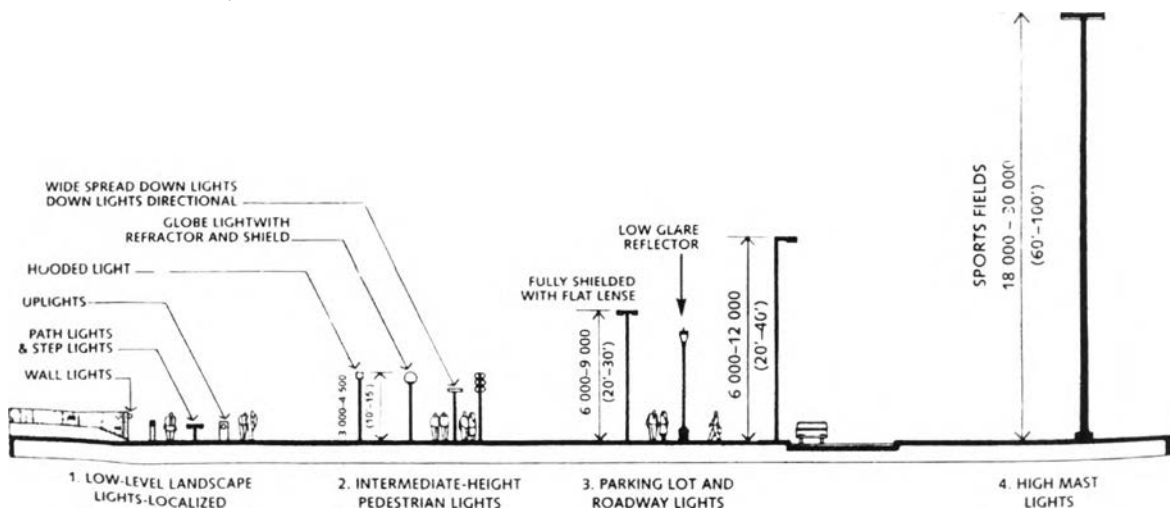 WIDE SPREAD DOWN LIGHTS
DOWN LIGHTS DIRECTIONAL
GLOBE LIGHTWITH
REFRACTOR AND SHIELD
HOODED LIGHT
UPLIGHTS
PATH LIGHTS
& STEP LIGHTS
WALL LIGHTS
3 000–4 500
(10'–15')
FULLY SHIELDED
WITH FLAT LENSE
6 000–9 000
(20'–30')
LOW GLARE
REFLECTOR
6 000–12 000
(20'–40')
SPORTS FIELDS
18 000 – 30 000
(60'–100')
1. LOW-LEVEL LANDSCAPE
LIGHTS-LOCALIZED
2. INTERMEDIATE-HEIGHT
PEDESTRIAN LIGHTS
3. PARKING LOT AND
ROADWAY LIGHTS
4. HIGH MAST
LIGHTS